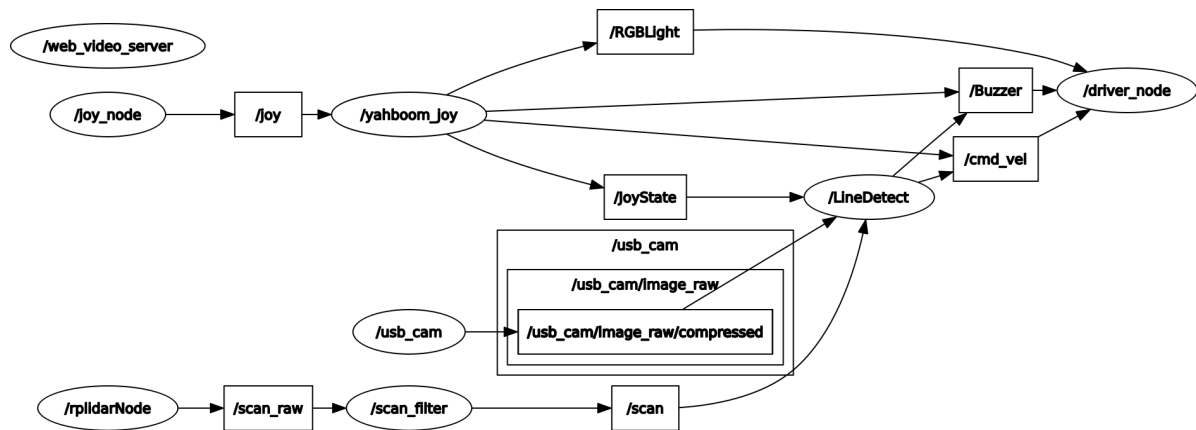 /web_video_server
/RGBLight
/joy_node
/joy
/yahboom_joy
/Buzzer
/driver_node
/cmd_vel
/JoyState
/LineDetect
/usb_cam
/usb_cam/image_raw
/usb_cam
/usb_cam/image_raw/compressed
/rplidarNode
/scan_raw
/scan_filter
/scan